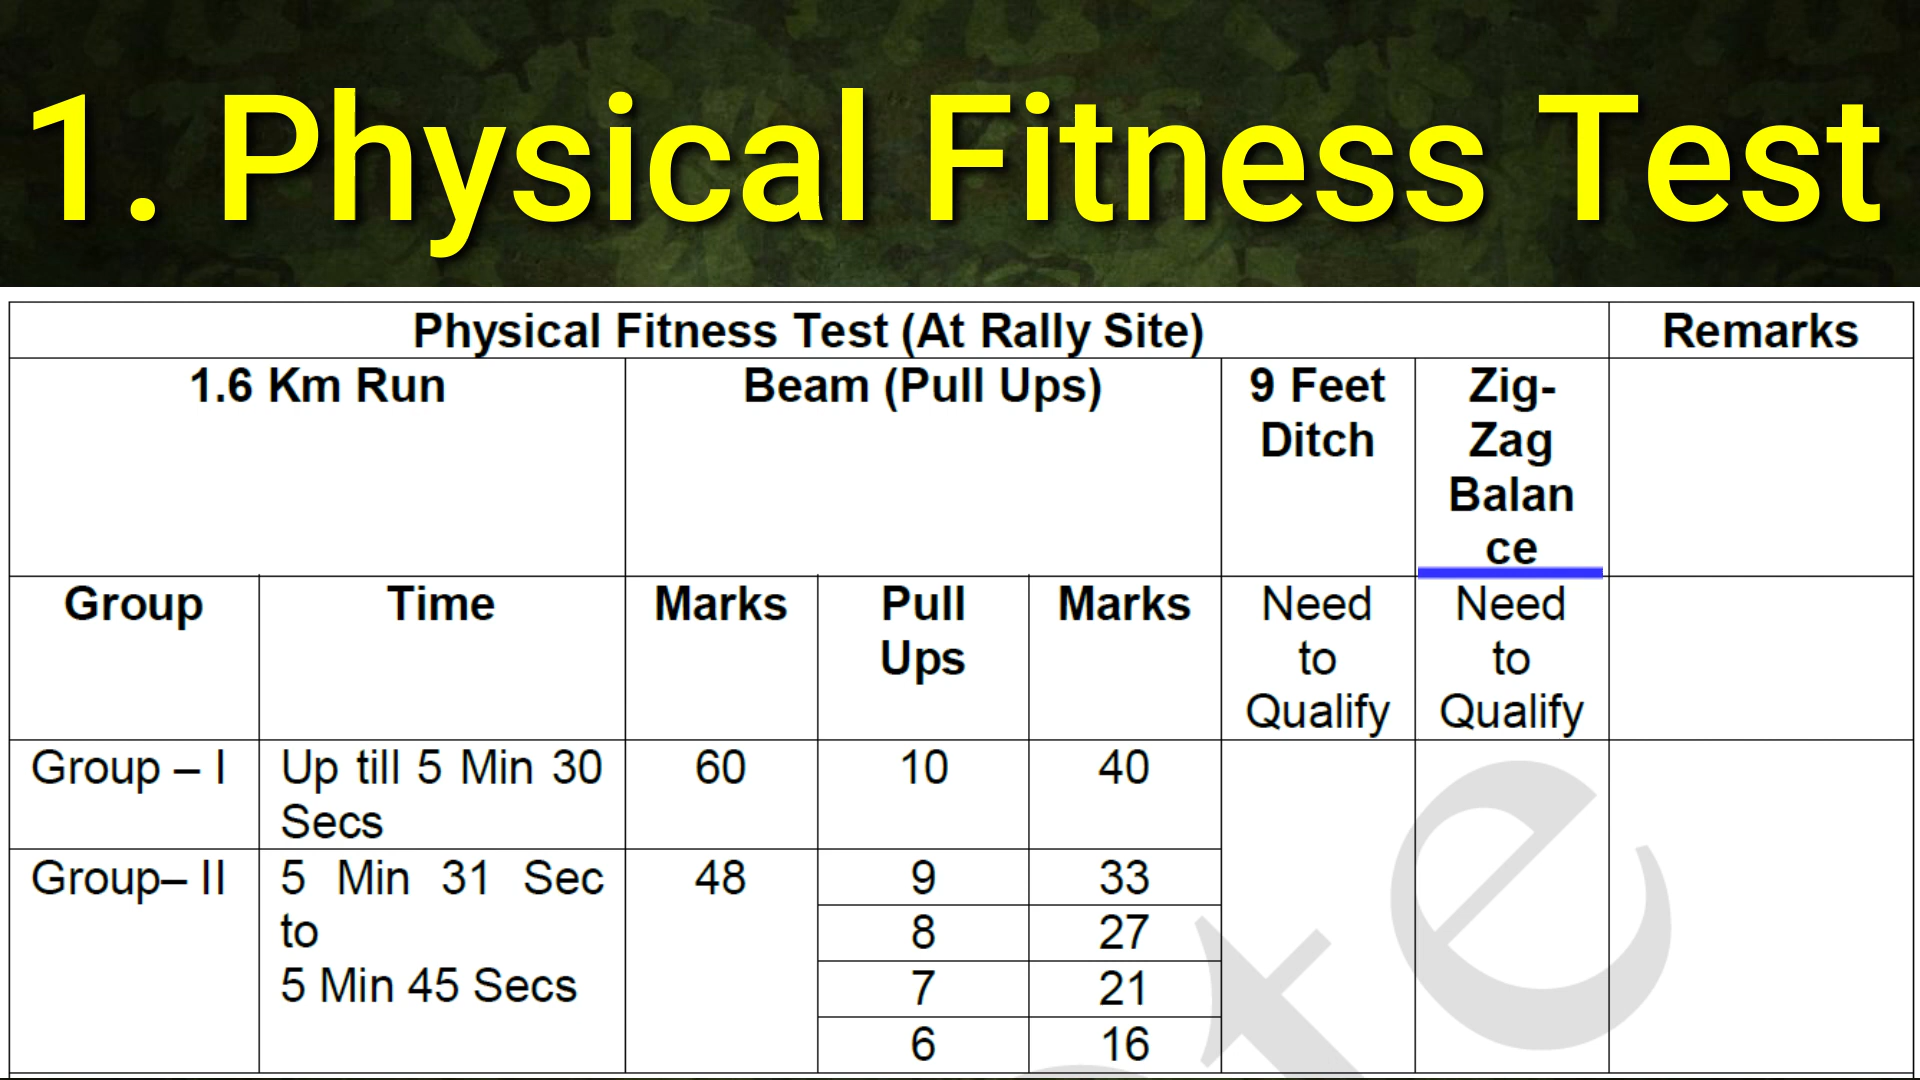 1. Physical Fitness Test
Physical Fitness Test (At Rally Site)
Remarks
1.6 Km Run
Beam (Pull Ups)
9 Feet
Ditch
Zig-
Zag
Balan
ce
Group
Time
Marks
Pull
Ups
Marks
Need
to
Qualify
Need
to
Qualify
Group – I
Up till 5 Min 30
Secs
60
10
40
Group– II
5 Min 31 Sec
to
5 Min 45 Secs
48
9
33
8
27
7
21
6
16